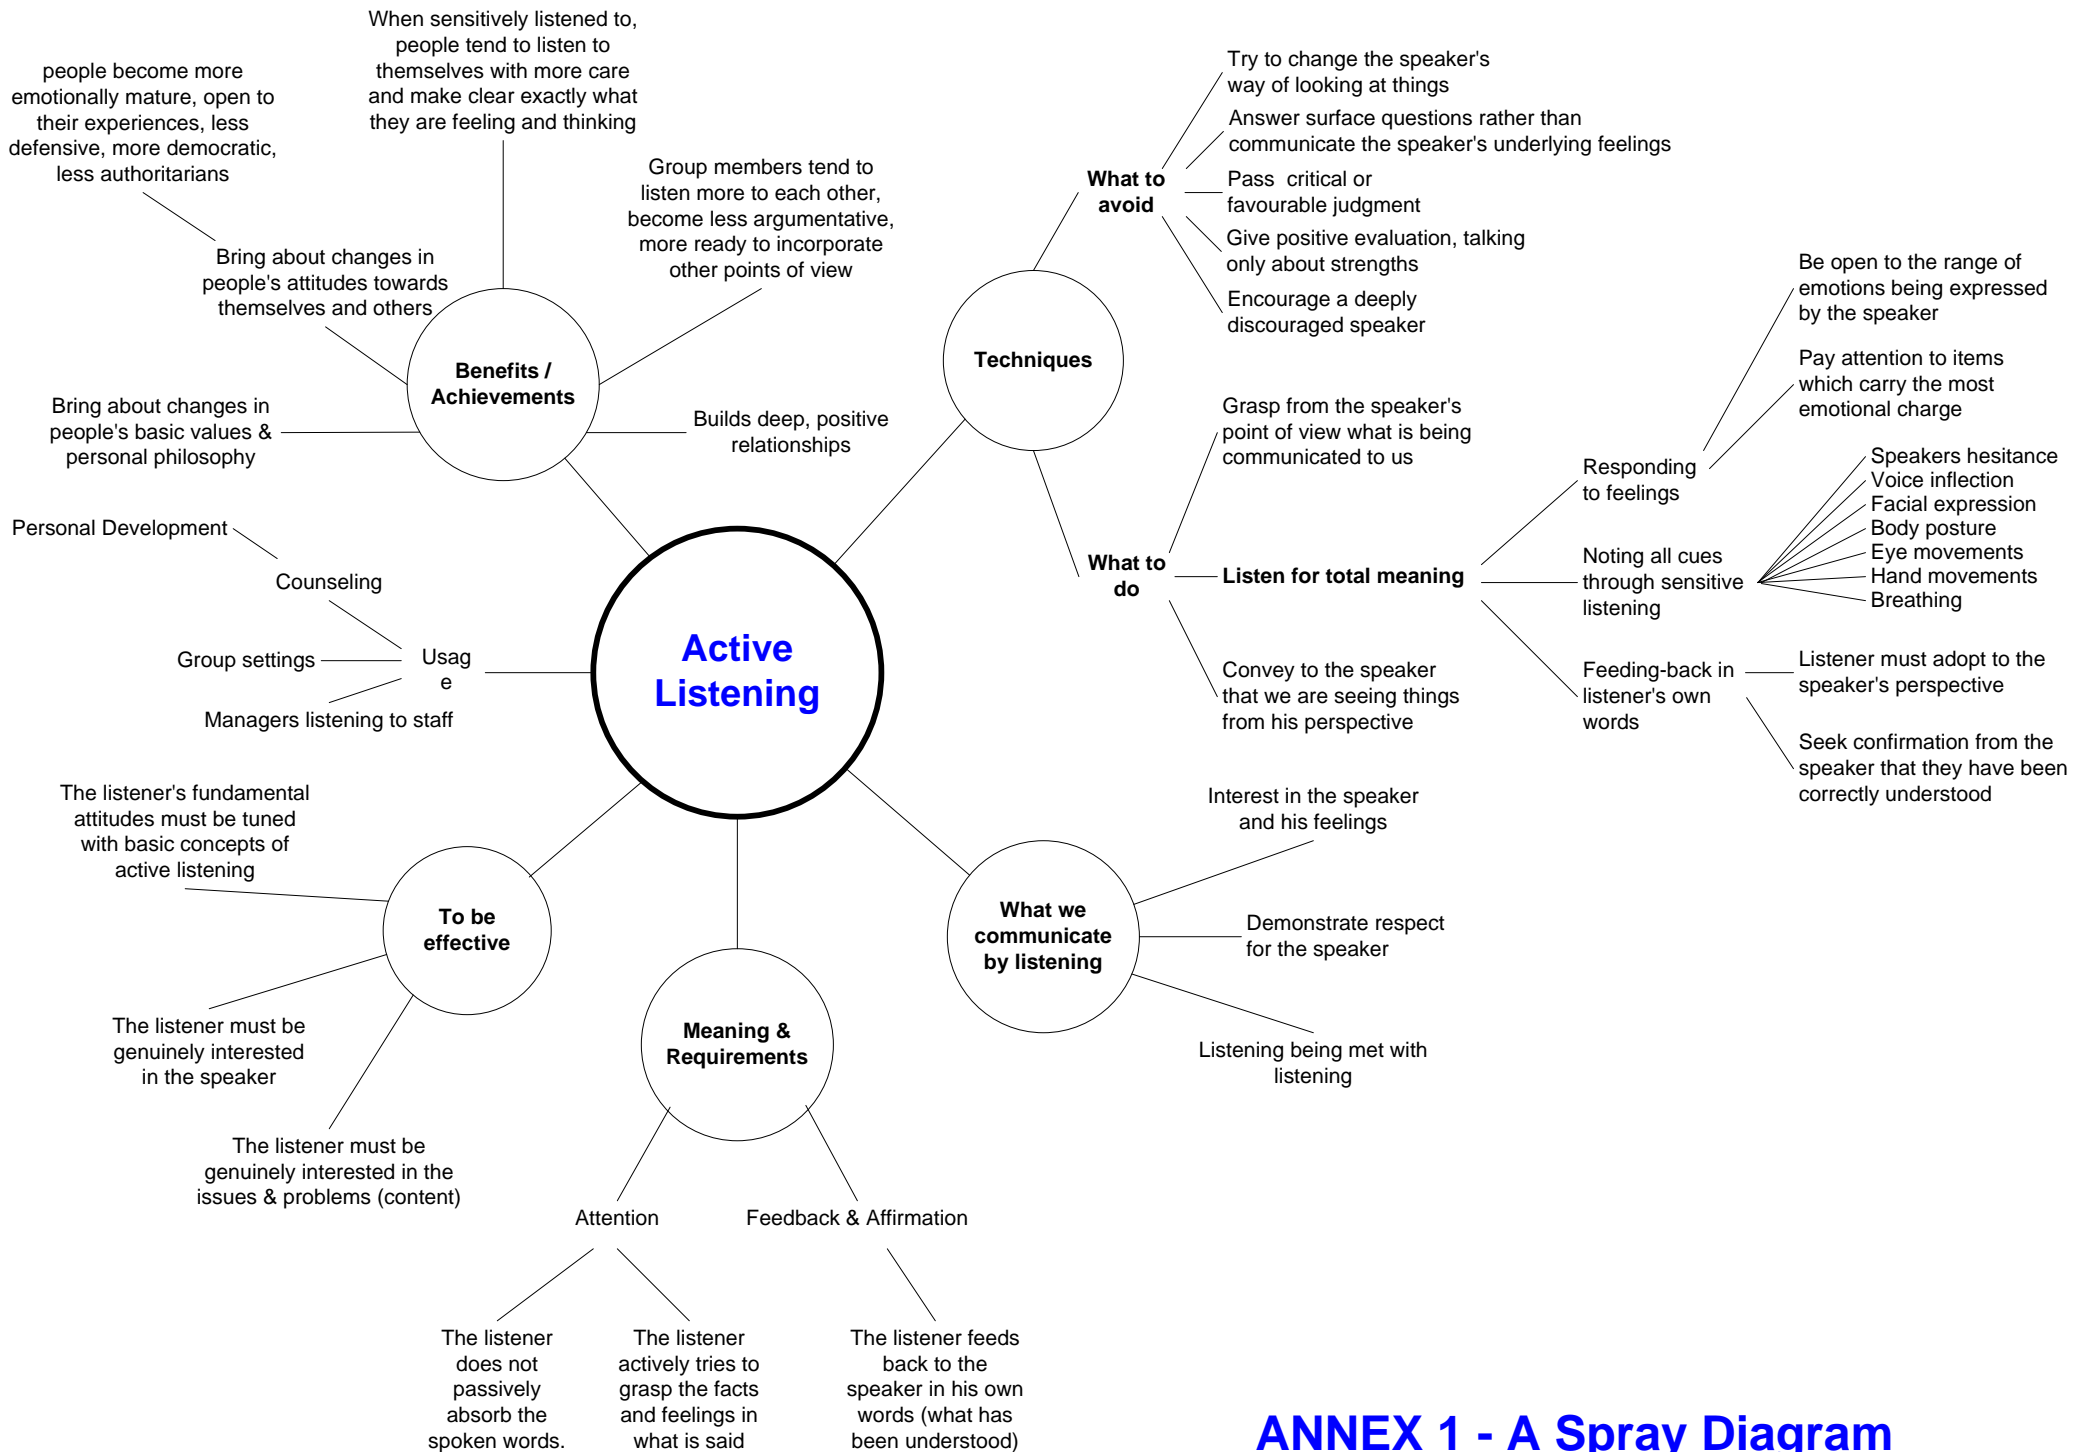 When sensitively listened to,
people tend to listen to
themselves with more care
and make clear exactly what
they are feeling and thinking
people become more
emotionally mature, open to
their experiences, less
defensive, more democratic,
less authoritarians
Group members tend to
listen more to each other,
become less argumentative,
more ready to incorporate
other points of view
Bring about changes in
people's attitudes towards
themselves and others
Benefits /
Achievements
Bring about changes in
people's basic values &
personal philosophy
Builds deep, positive
relationships
Techniques
What to
avoid
Try to change the speaker's
way of looking at things
Answer surface questions rather than
communicate the speaker's underlying feelings
Pass  critical or
favourable judgment
Give positive evaluation, talking
only about strengths
Encourage a deeply
discouraged speaker
What to
do
Grasp from the speaker's
point of view what is being
communicated to us
Listen for total meaning
Convey to the speaker
that we are seeing things
from his perspective
Responding
to feelings
Be open to the range of
emotions being expressed
by the speaker
Pay attention to items
which carry the most
emotional charge
Noting all cues
through sensitive
listening
Speakers hesitance
Voice inflection
Facial expression
Body posture
Eye movements
Hand movements
Breathing
Feeding-back in
listener's own
words
Listener must adopt to the
speaker's perspective
Seek confirmation from the
speaker that they have been
correctly understood
Active
Listening
Personal Development
Counseling
Group settings
Usag
e
Managers listening to staff
The listener's fundamental
attitudes must be tuned
with basic concepts of
active listening
To be
effective
The listener must be
genuinely interested
in the speaker
The listener must be
genuinely interested in the
issues & problems (content)
Meaning &
Requirements
Attention
Feedback & Affirmation
The listener
does not
passively
absorb the
spoken words.
The listener
actively tries to
grasp the facts
and feelings in
what is said
The listener feeds
back to the
speaker in his own
words (what has
been understood)
What we
communicate
by listening
Interest in the speaker
and his feelings
Demonstrate respect
for the speaker
Listening being met with
listening
ANNEX 1 - A Spray Diagram